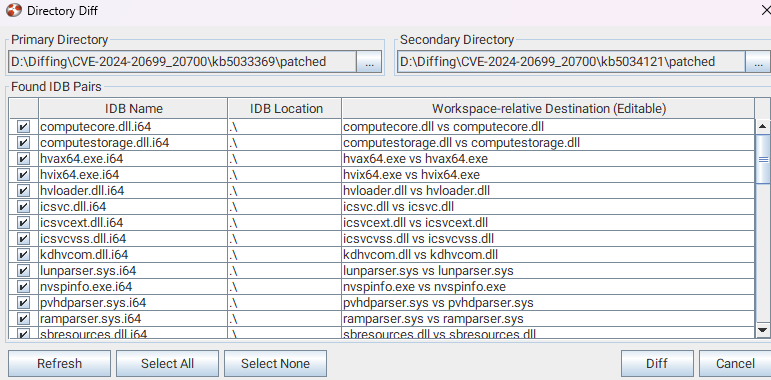 Directory Diff
Primary Directory
Secondary Directory
D:\Diffing\CVE-2024-20699_20700\kb5033369\patched ...
D:\Diffing\CVE-2024-20699_20700\kb5034121\patched ...
Found IDB Pairs
IDB Name IDB Location Workspace-relative Destination (Editable)
computecore.dll.i64 .\ computecore.dll vs computecore.dll
computestorage.dll.i64 .\ computestorage.dll vs computestorage.dll
hvax64.exe.i64 .\ hvax64.exe vs hvax64.exe
hvix64.exe.i64 .\ hvix64.exe vs hvix64.exe
hvloader.dll.i64 .\ hvloader.dll vs hvloader.dll
icsvc.dll.i64 .\ icsvc.dll vs icsvc.dll
icsvcext.dll.i64 .\ icsvcext.dll vs icsvcext.dll
icsvcvss.dll.i64 .\ icsvcvss.dll vs icsvcvss.dll
kdhvcom.dll.i64 .\ kdhvcom.dll vs kdhvcom.dll
lunparser.sys.i64 .\ lunparser.sys vs lunparser.sys
nvspinfo.exe.i64 .\ nvspinfo.exe vs nvspinfo.exe
pvhdparser.sys.i64 .\ pvhdparser.sys vs pvhdparser.sys
ramparser.sys.i64 .\ ramparser.sys vs ramparser.sys
sbresources.dll.i64 .\ sbresources.dll vs sbresources.dll
Refresh Select All Select None Diff Cancel